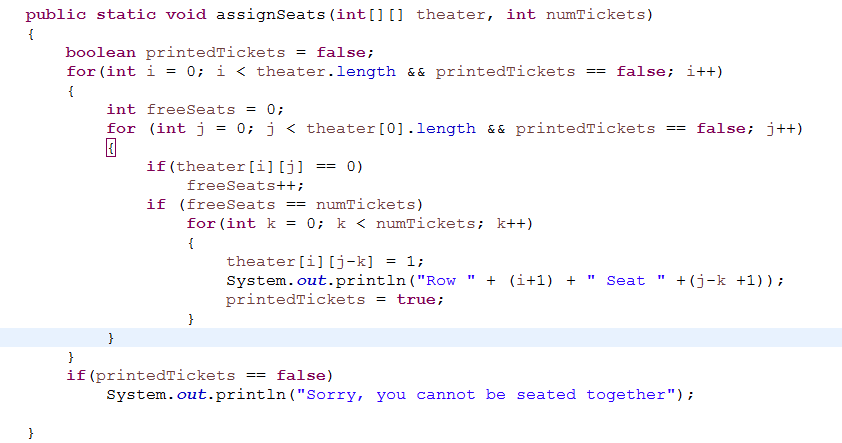 public static void assignSeats(int[][] theater, int numTickets)
{
    boolean printedTickets = false;
    for(int i = 0; i < theater.length && printedTickets == false; i++)
    {
        int freeSeats = 0;
        for (int j = 0; j < theater[0].length && printedTickets == false; j++)
        {
            if(theater[i][j] == 0)
                freeSeats++;
            if (freeSeats == numTickets)
                for(int k = 0; k < numTickets; k++)
                {
                    theater[i][j-k] = 1;
                    System.out.println("Row " + (i+1) + " Seat " +(j-k +1));
                    printedTickets = true;
                }
        }
    }
    if(printedTickets == false)
        System.out.println("Sorry, you cannot be seated together");
}